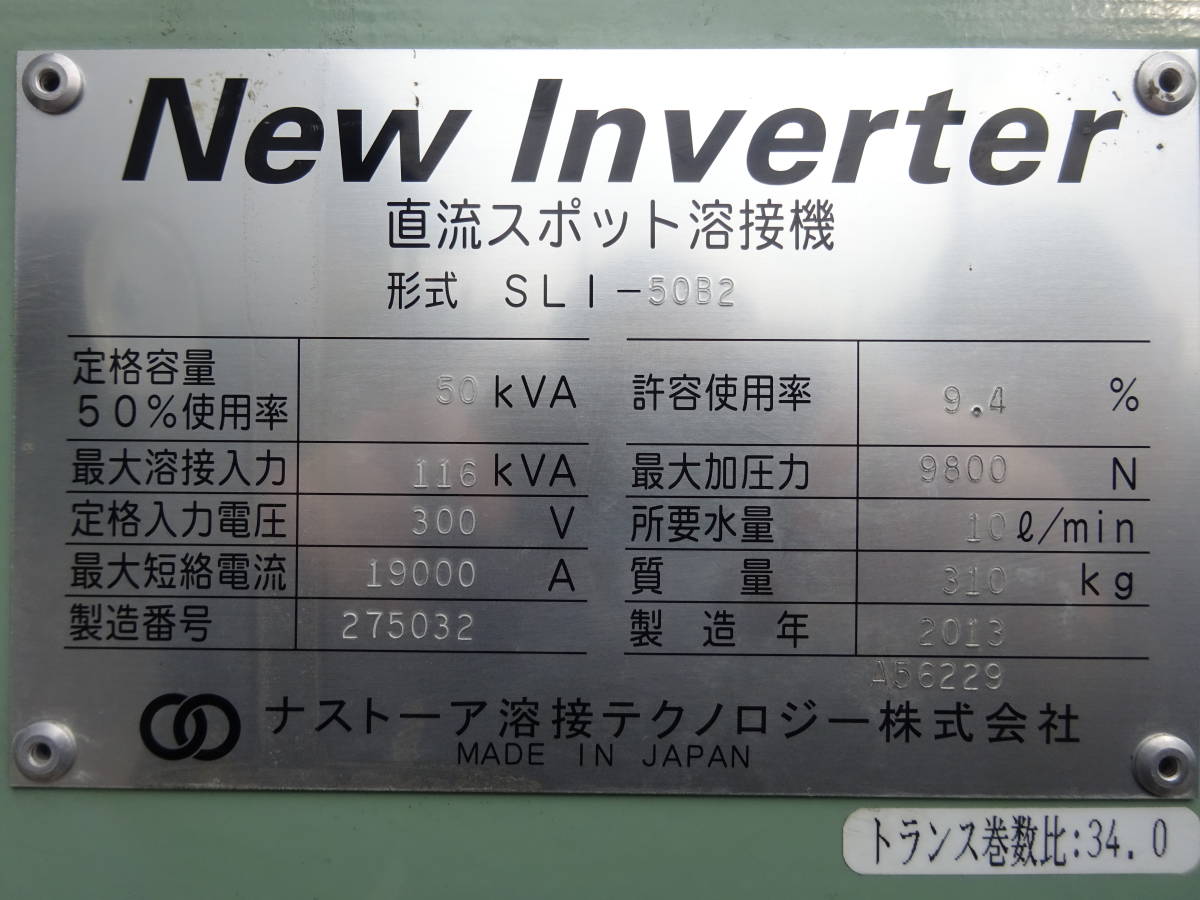 New Inverter
直流スポット溶接機
形式 SLI-50B2
定格容量
50%使用率 50 kVA
最大溶接入力 116 kVA
定格入力電圧 300 V
最大短絡電流 19000 A
製造番号 275032
許容使用率 9.4 %
最大加圧力 9800 N
所要水量 10 ℓ/min
質量 310 kg
製造年 2013
A56229
ナストーア溶接テクノロジー株式会社
MADE IN JAPAN
トランス巻数比:34.0